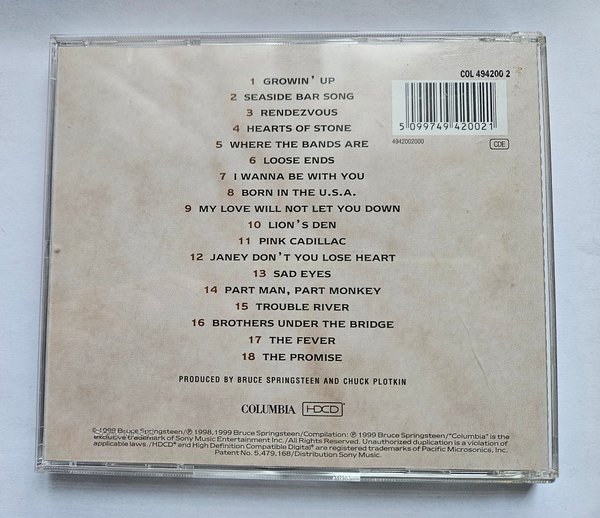 COL 494200 2
5 099749 420021
4942002000
CDE
1 GROWIN' UP
2 SEASIDE BAR SONG
3 RENDEZVOUS
4 HEARTS OF STONE
5 WHERE THE BANDS ARE
6 LOOSE ENDS
7 I WANNA BE WITH YOU
8 BORN IN THE U.S.A.
9 MY LOVE WILL NOT LET YOU DOWN
10 LION'S DEN
11 PINK CADILLAC
12 JANEY DON'T YOU LOSE HEART
13 SAD EYES
14 PART MAN, PART MONKEY
15 TROUBLE RIVER
16 BROTHERS UNDER THE BRIDGE
17 THE FEVER
18 THE PROMISE
PRODUCED BY BRUCE SPRINGSTEEN AND CHUCK PLOTKIN
COLUMBIA HDCD
© 1999 Bruce Springsteen/℗ 1998, 1999 Bruce Springsteen/Compilation: ℗ 1999 Bruce Springsteen/"Columbia" is the
exclusive trademark of Sony Music Entertainment Inc./All Rights Reserved. Unauthorized duplication is a violation of
applicable laws./HDCD® and High Definition Compatible Digital® are registered trademarks of Pacific Microsonics, Inc.
Patent No. 5,479,168/Distribution Sony Music.